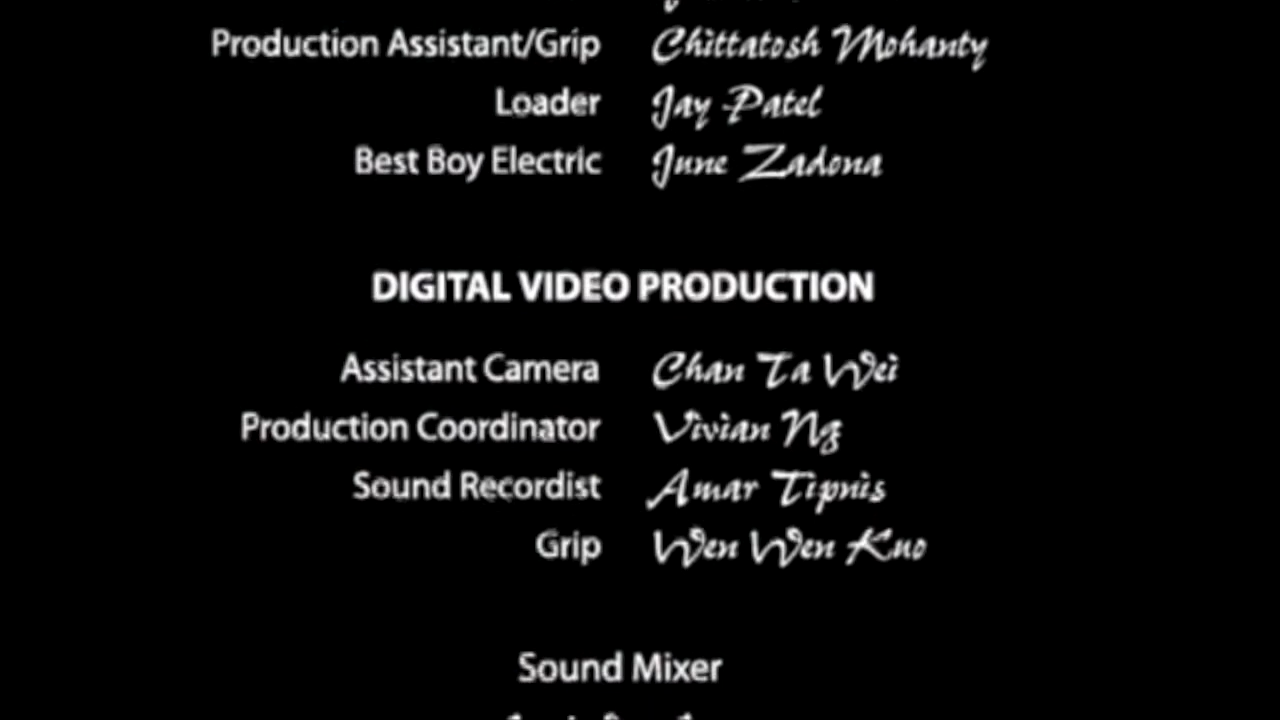 Production Assistant/Grip Chittatosh Mohanty
Loader Jay Patel
Best Boy Electric June Zadona
DIGITAL VIDEO PRODUCTION
Assistant Camera Chan Ta Wei
Production Coordinator Vivian Ng
Sound Recordist Amar Tipnis
Grip Wen Wen Kuo
Sound Mixer